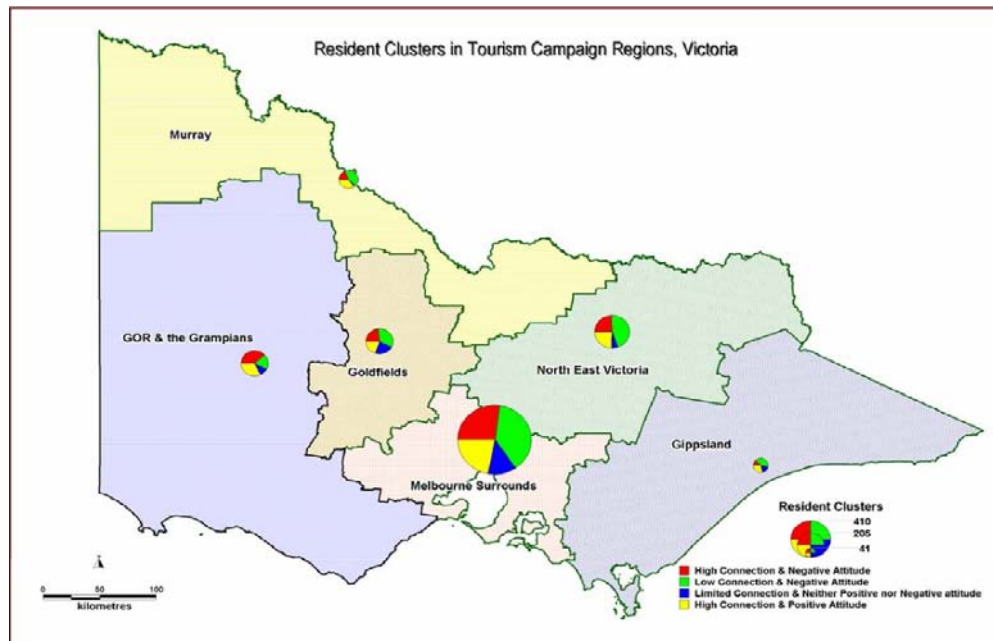 Resident Clusters in Tourism Campaign Regions, Victoria
Murray
GOR & the Grampians
Goldfields
North East Victoria
Gippsland
Melbourne Surrounds
Resident Clusters
410
205
41
High Connection & Negative Attitude
Low Connection & Negative Attitude
Limited Connection & Neither Positive nor Negative attitude
High Connection & Positive Attitude
0 50 100
kilometres